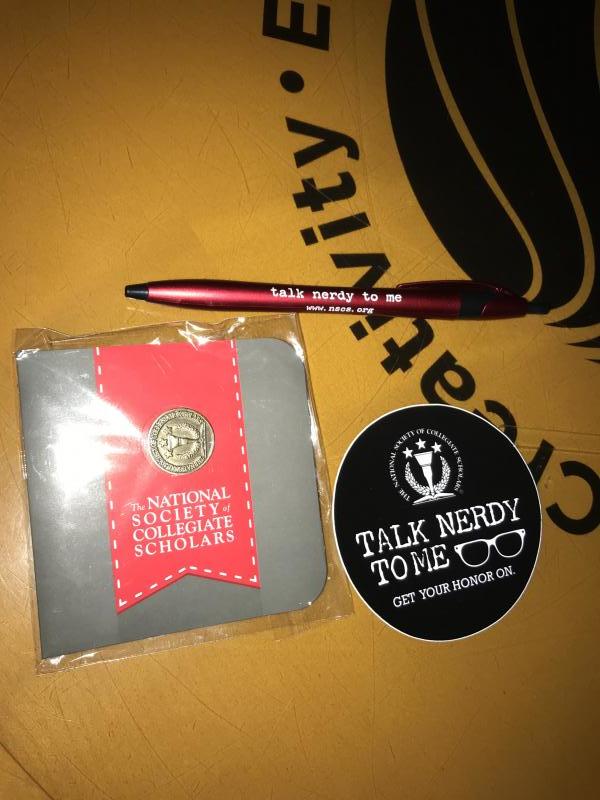 Creativity • E
talk nerdy to me
www.nscs.org
The NATIONAL
SOCIETY of
COLLEGIATE
SCHOLARS
THE NATIONAL SOCIETY OF COLLEGIATE SCHOLARS
TALK NERDY
TO ME
GET YOUR HONOR ON.